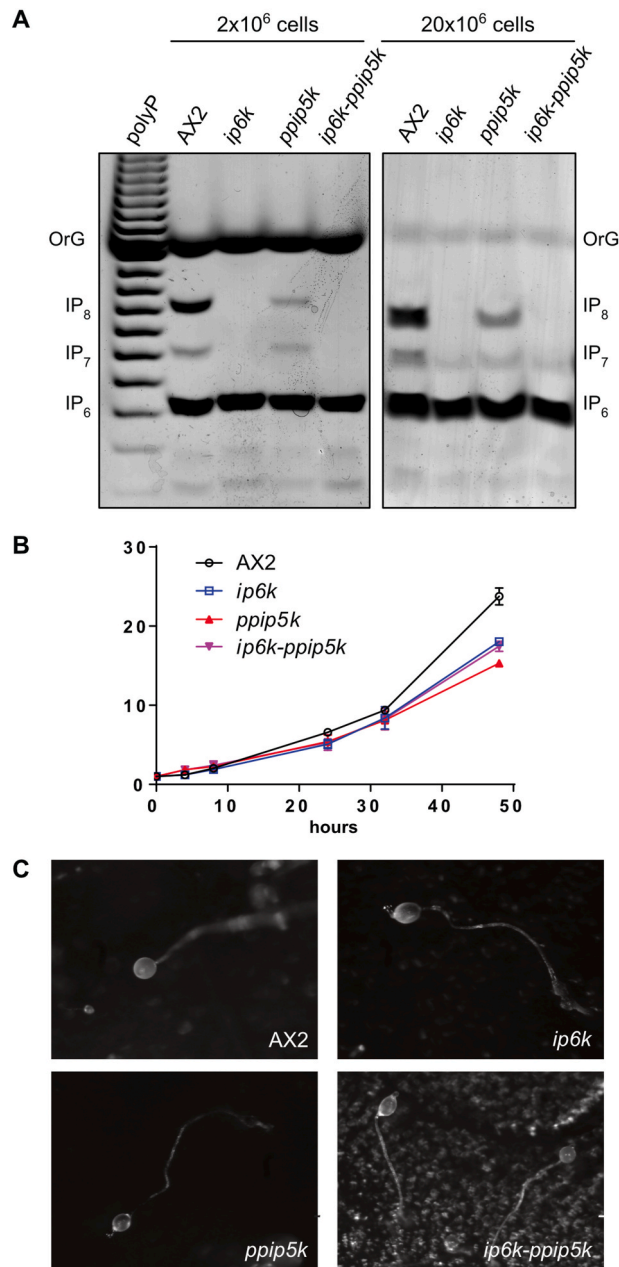 A
2x10⁶ cells
20x10⁶ cells
polyP
AX2
ip6k
ppip5k
ip6k-ppip5k
AX2
ip6k
ppip5k
ip6k-ppip5k
OrG
IP₈
IP₇
IP₆
OrG
IP₈
IP₇
IP₆
B
30
20
10
0
AX2
ip6k
ppip5k
ip6k-ppip5k
0 10 20 30 40 50
hours
C
AX2
ip6k
ppip5k
ip6k-ppip5k